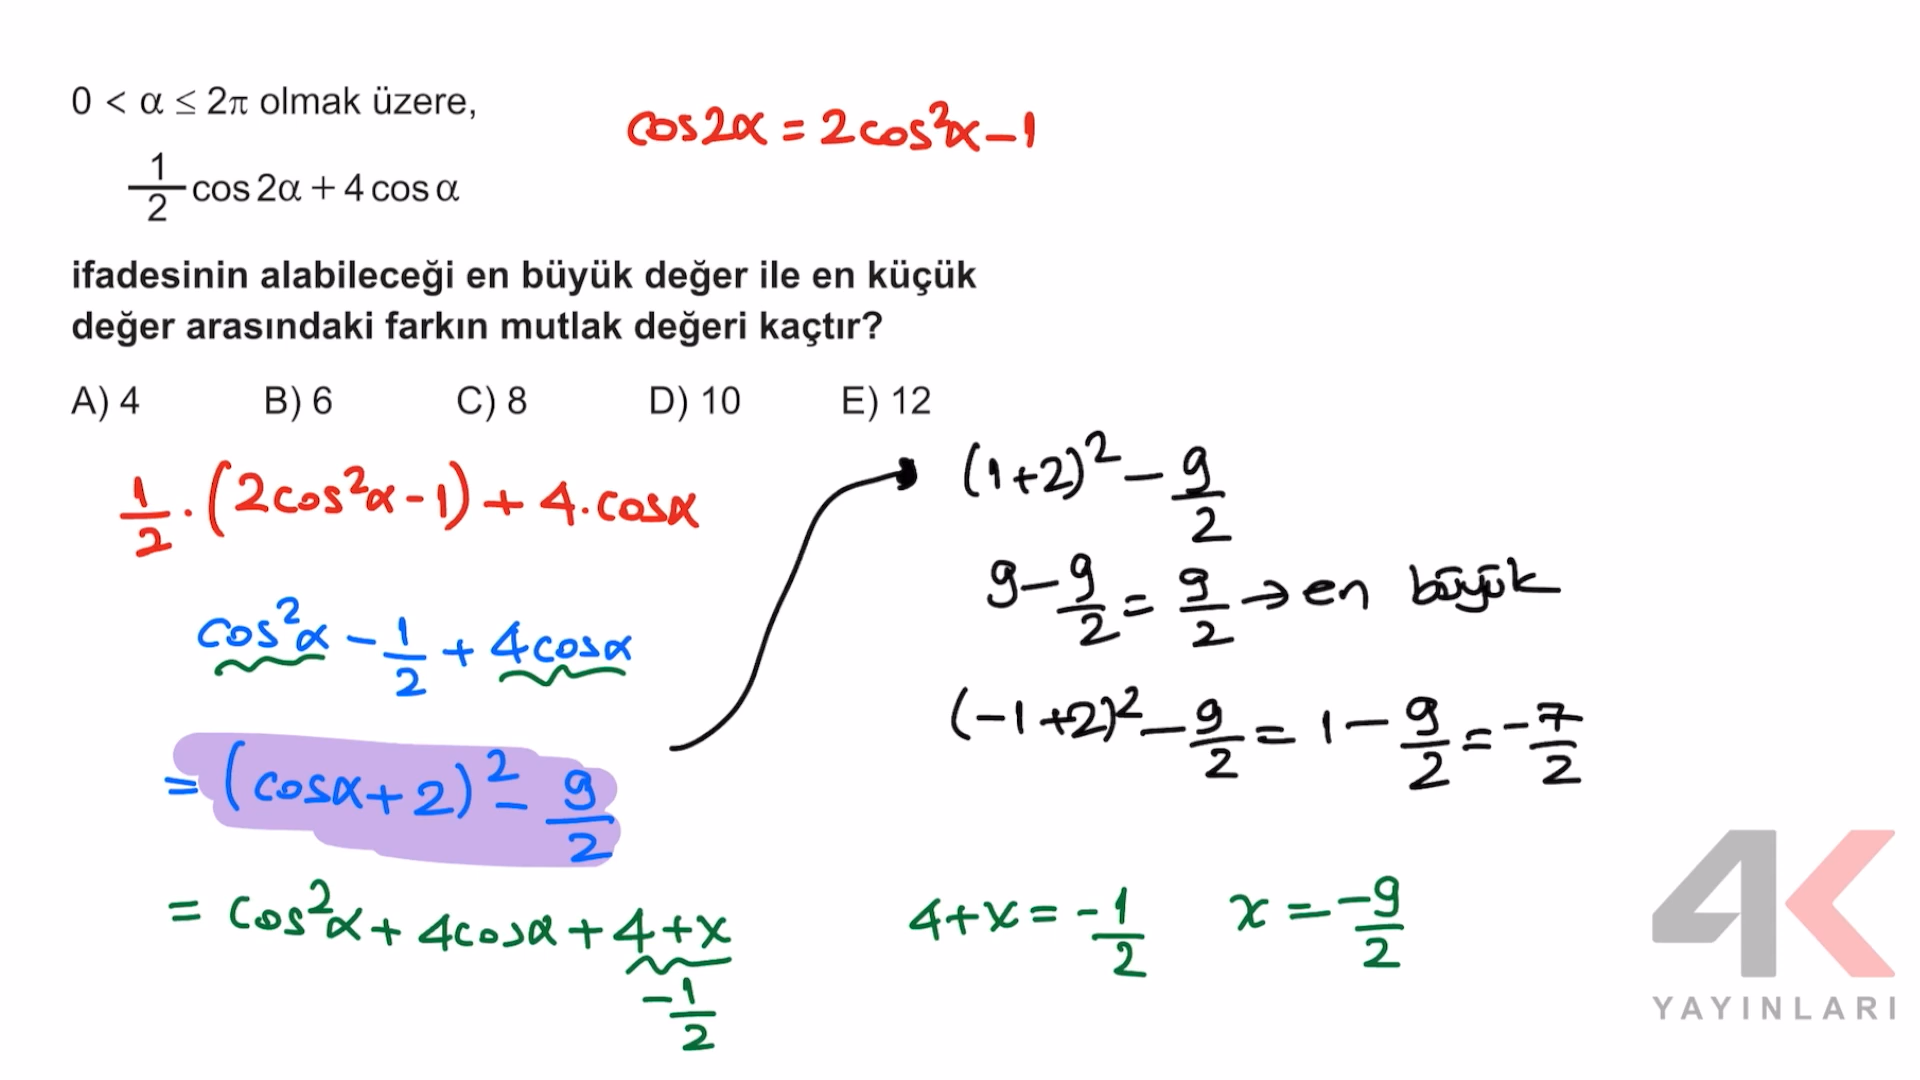 0 < α ≤ 2π olmak üzere,
cos2α = 2cos²α - 1
1/2 cos 2α + 4 cos α
ifadesinin alabileceği en büyük değer ile en küçük
değer arasındaki farkın mutlak değeri kaçtır?
A) 4 B) 6 C) 8 D) 10 E) 12
1/2 . (2cos²α - 1) + 4.cosα
cos²α - 1/2 + 4cosα
= (cosα + 2)² - 9/2
= cos²α + 4cosα + 4 + x
-1/2
(1+2)² - 9/2
9 - 9/2 = 9/2 → en büyük
(-1+2)² - 9/2 = 1 - 9/2 = -7/2
4 + x = -1/2 x = -9/2
4K
YAYINLARI